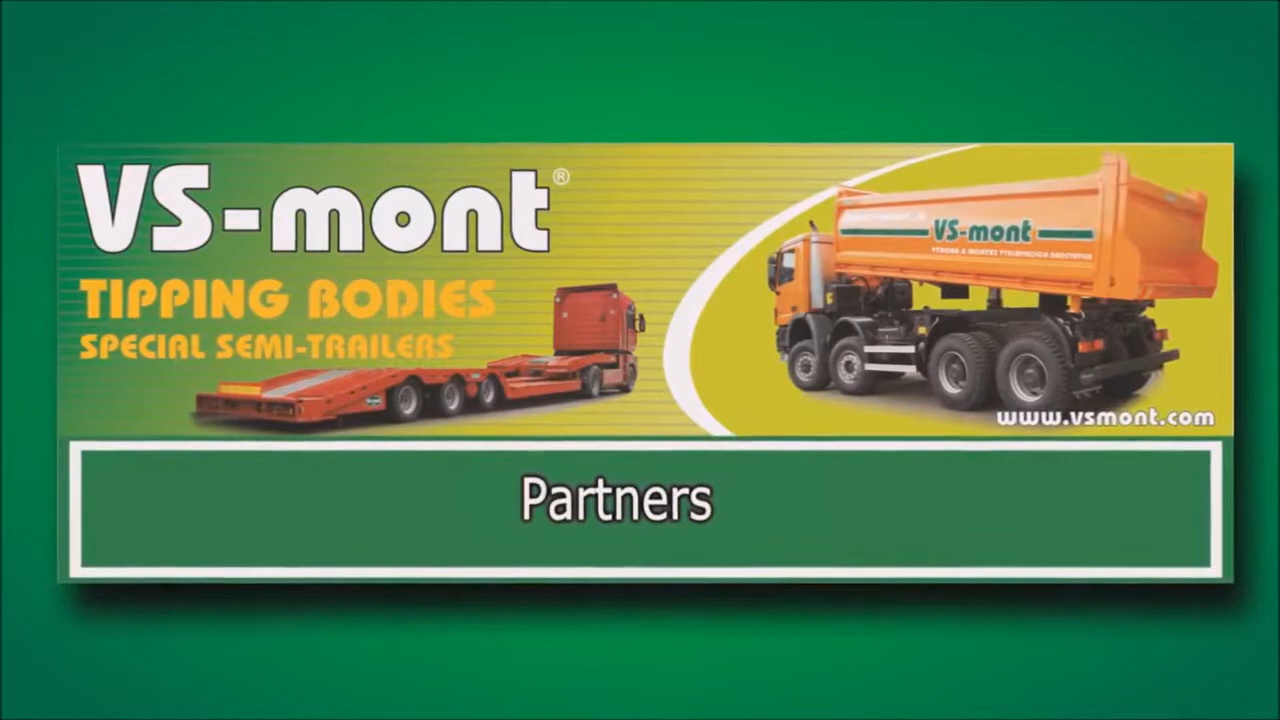 VS-mont®
TIPPING BODIES
SPECIAL SEMI-TRAILERS
VS-mont
www.vsmont.com
Partners